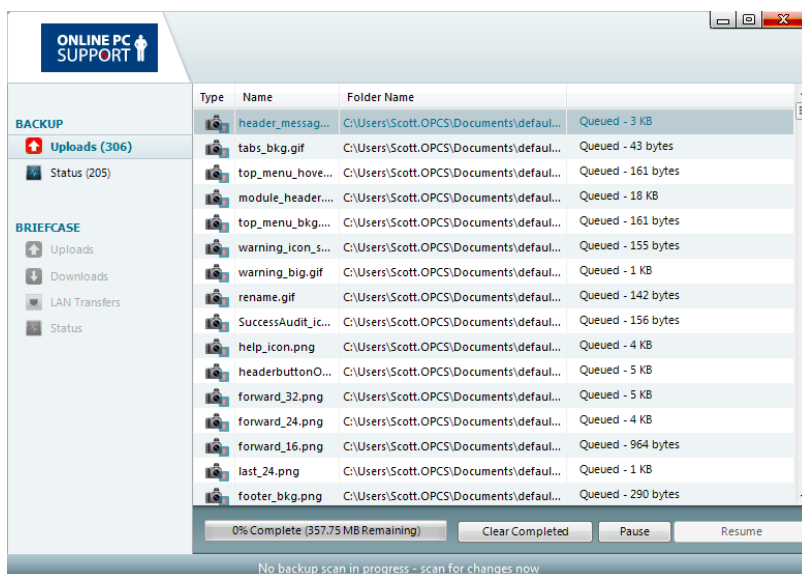 ONLINE PC
SUPPORT
Type Name Folder Name
BACKUP
Uploads (306)
Status (205)
BRIEFCASE
Uploads
Downloads
LAN Transfers
Status
header_messag... C:\Users\Scott.OPCS\Documents\defaul... Queued - 3 KB
tabs_bkg.gif C:\Users\Scott.OPCS\Documents\defaul... Queued - 43 bytes
top_menu_hove... C:\Users\Scott.OPCS\Documents\defaul... Queued - 161 bytes
module_header.... C:\Users\Scott.OPCS\Documents\defaul... Queued - 18 KB
top_menu_bkg.... C:\Users\Scott.OPCS\Documents\defaul... Queued - 161 bytes
warning_icon_s... C:\Users\Scott.OPCS\Documents\defaul... Queued - 155 bytes
warning_big.gif C:\Users\Scott.OPCS\Documents\defaul... Queued - 1 KB
rename.gif C:\Users\Scott.OPCS\Documents\defaul... Queued - 142 bytes
SuccessAudit_ic... C:\Users\Scott.OPCS\Documents\defaul... Queued - 156 bytes
help_icon.png C:\Users\Scott.OPCS\Documents\defaul... Queued - 4 KB
headerbuttonO... C:\Users\Scott.OPCS\Documents\defaul... Queued - 5 KB
forward_32.png C:\Users\Scott.OPCS\Documents\defaul... Queued - 5 KB
forward_24.png C:\Users\Scott.OPCS\Documents\defaul... Queued - 4 KB
forward_16.png C:\Users\Scott.OPCS\Documents\defaul... Queued - 964 bytes
last_24.png C:\Users\Scott.OPCS\Documents\defaul... Queued - 1 KB
footer_bkg.png C:\Users\Scott.OPCS\Documents\defaul... Queued - 290 bytes
0% Complete (357.75 MB Remaining) Clear Completed Pause Resume
No backup scan in progress - scan for changes now